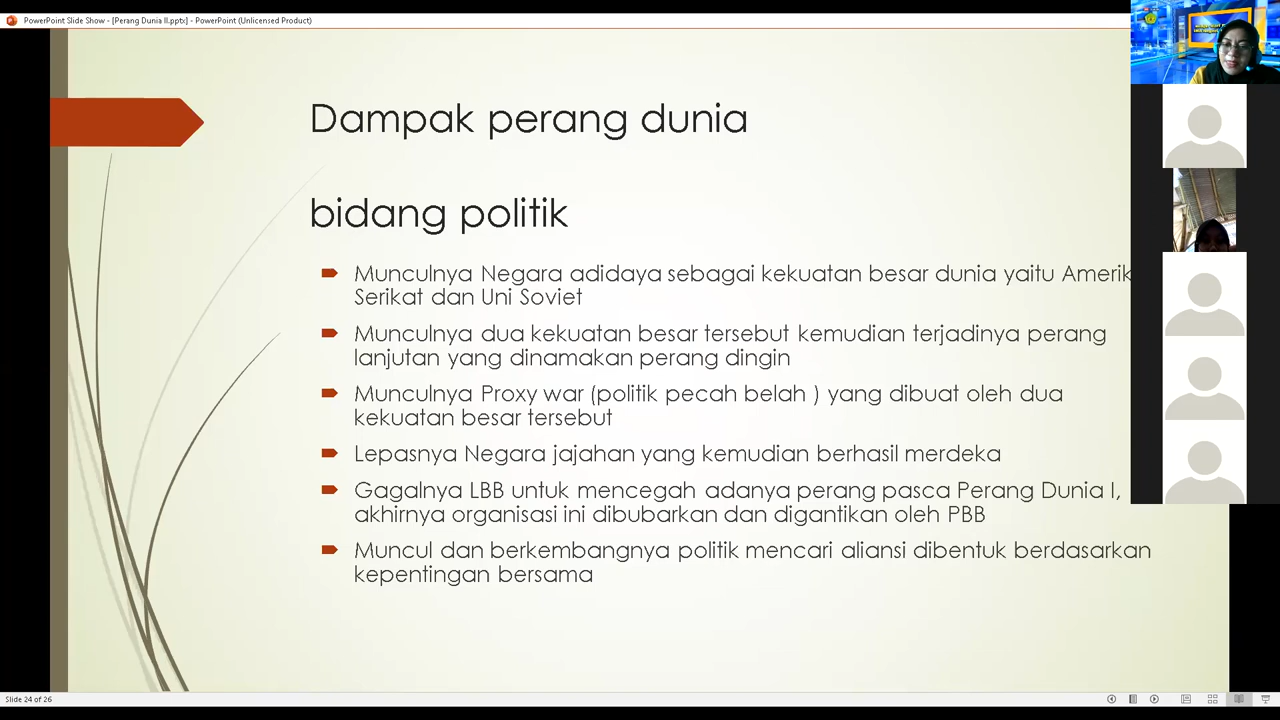 PowerPoint Slide Show - [Perang Dunia II.pptx] - PowerPoint (Unlicensed Product)
Dampak perang dunia
bidang politik
Munculnya Negara adidaya sebagai kekuatan besar dunia yaitu Amerik
Serikat dan Uni Soviet
Munculnya dua kekuatan besar tersebut kemudian terjadinya perang
lanjutan yang dinamakan perang dingin
Munculnya Proxy war (politik pecah belah ) yang dibuat oleh dua
kekuatan besar tersebut
Lepasnya Negara jajahan yang kemudian berhasil merdeka
Gagalnya LBB untuk mencegah adanya perang pasca Perang Dunia I,
akhirnya organisasi ini dibubarkan dan digantikan oleh PBB
Muncul dan berkembangnya politik mencari aliansi dibentuk berdasarkan
kepentingan bersama
Slide 24 of 26